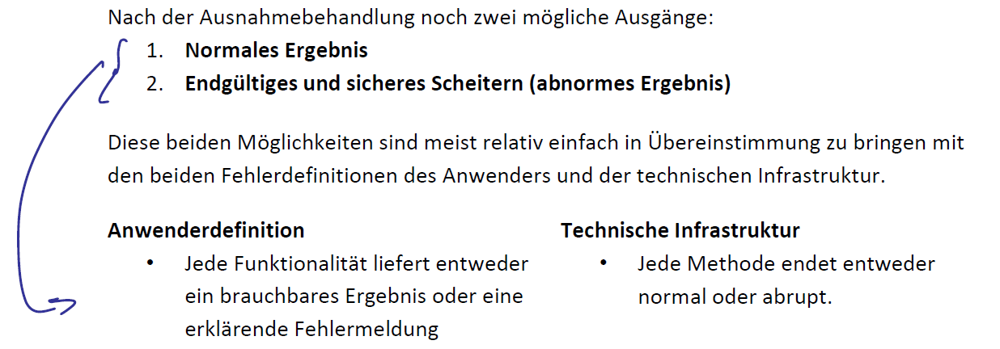 Nach der Ausnahmebehandlung noch zwei mögliche Ausgänge:
1. Normales Ergebnis
2. Endgültiges und sicheres Scheitern (abnormes Ergebnis)
Diese beiden Möglichkeiten sind meist relativ einfach in Übereinstimmung zu bringen mit
den beiden Fehlerdefinitionen des Anwenders und der technischen Infrastruktur.
Anwenderdefinition
• Jede Funktionalität liefert entweder
ein brauchbares Ergebnis oder eine
erklärende Fehlermeldung
Technische Infrastruktur
• Jede Methode endet entweder
normal oder abrupt.